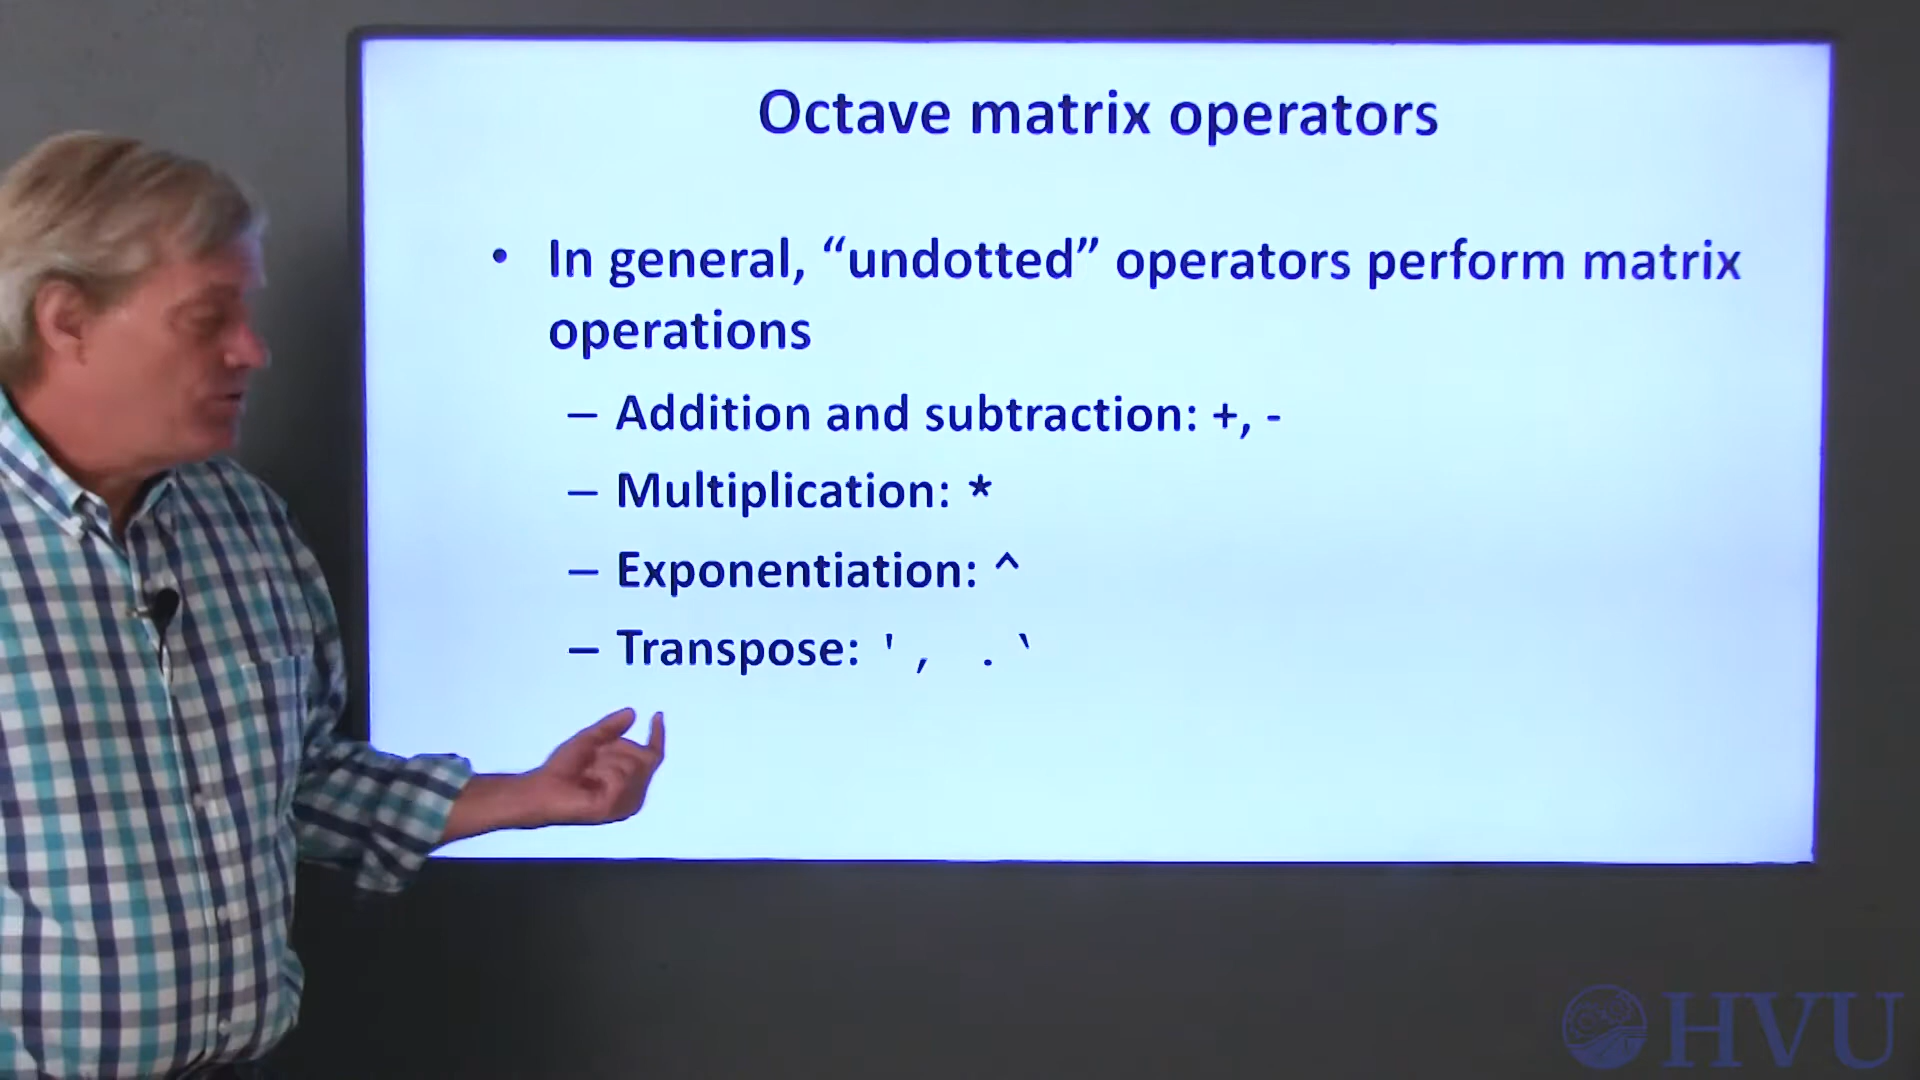 Octave matrix operators
• In general, “undotted” operators perform matrix
operations
– Addition and subtraction: +, -
– Multiplication: *
– Exponentiation: ^
– Transpose: ', .‛
HVU